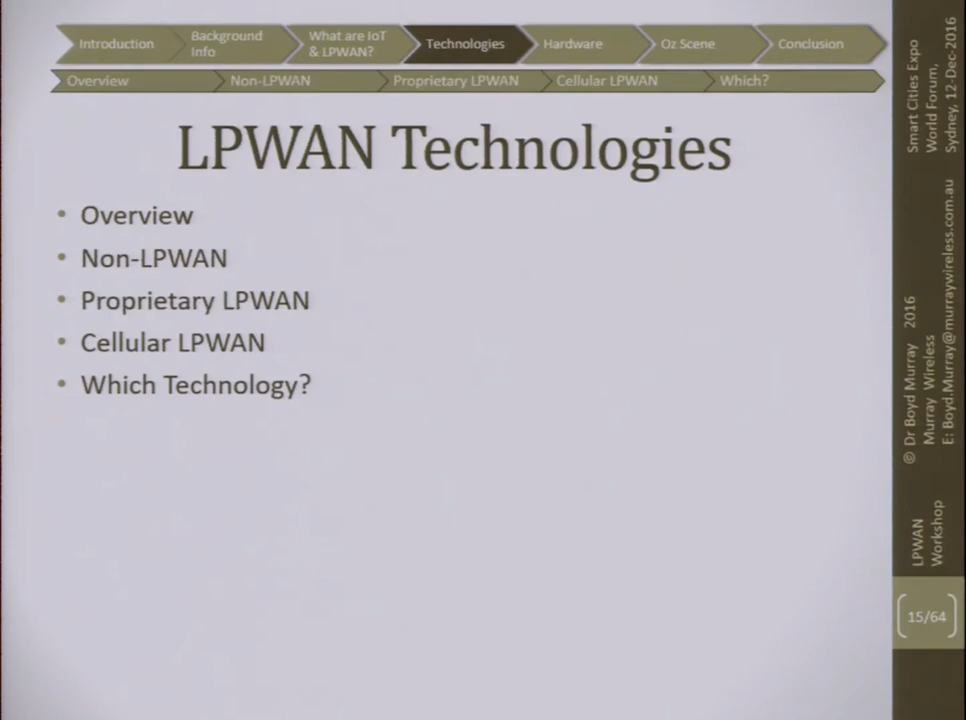 Introduction
Background
Info
What are IoT
& LPWAN?
Technologies
Hardware
Oz Scene
Conclusion
Overview
Non-LPWAN
Proprietary LPWAN
Cellular LPWAN
Which?
LPWAN Technologies
• Overview
• Non-LPWAN
• Proprietary LPWAN
• Cellular LPWAN
• Which Technology?
Smart Cities Expo
World Forum,
Sydney, 12-Dec-2016
© Dr Boyd Murray 2016
Murray Wireless
E: Boyd.Murray@murraywireless.com.au
LPWAN
Workshop
15/64